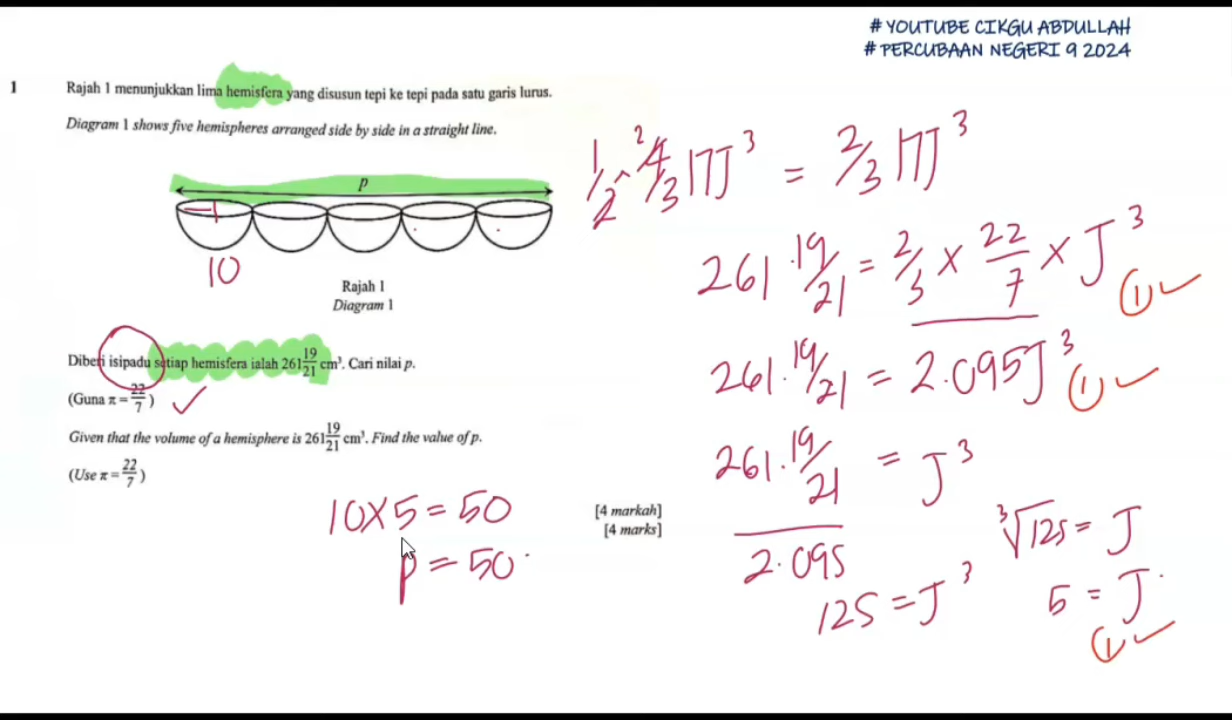 # YOUTUBE CIKGU ABDULLAH
# PERCUBAAN NEGERI 9 2024
1
Rajah 1 menunjukkan lima hemisfera yang disusun tepi ke tepi pada satu garis lurus.
Diagram 1 shows five hemispheres arranged side by side in a straight line.
p
10
Rajah 1
Diagram 1
Diberi isipadu setiap hemisfera ialah 261 19/21 cm³. Cari nilai p.
(Guna π = 22/7)
Given that the volume of a hemisphere is 261 19/21 cm³. Find the value of p.
(Use π = 22/7)
[4 markah]
[4 marks]
10 × 5 = 50
p = 50
1/2 × 4/3 πJ³ = 2/3 πJ³
2
261 · 19/21 = 2/3 × 22/7 × J³
1 ✓
261 · 19/21 = 2.095J³
1 ✓
261 · 19/21 / 2.095 = J³
125 = J³
³√125 = J
5 = J
1 ✓